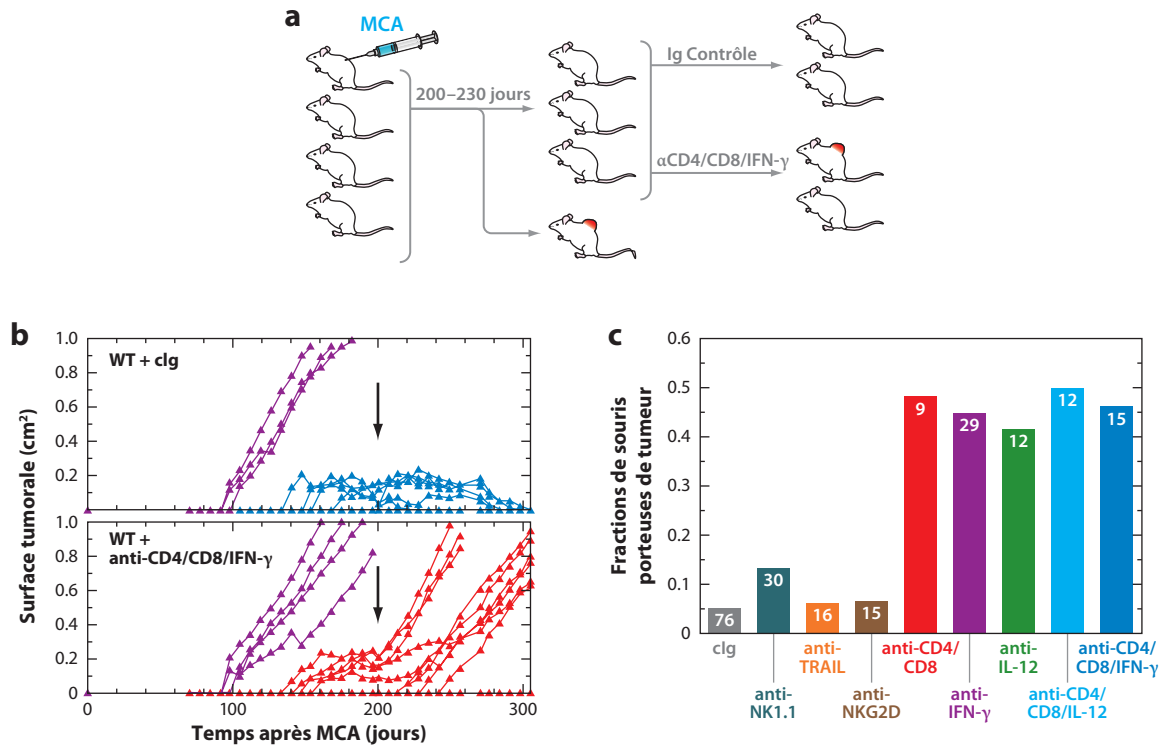 a
MCA
200–230 jours
Ig Contrôle
αCD4/CD8/IFN-γ
b
Surface tumorale (cm²)
WT + cIg
1.0
0.8
0.6
0.4
0.2
0
WT +
anti-CD4/CD8/IFN-γ
1.0
0.8
0.6
0.4
0.2
0
0 100 200 300
Temps après MCA (jours)
c
Fractions de souris
porteuses de tumeur
0.6
0.5
0.4
0.3
0.2
0.1
0
76
30
16
15
9
29
12
12
15
cIg
anti-
NK1.1
anti-
TRAIL
anti-
NKG2D
anti-CD4/
CD8
anti-
IFN-γ
anti-
IL-12
anti-CD4/
CD8/IL-12
anti-CD4/
CD8/IFN-γ